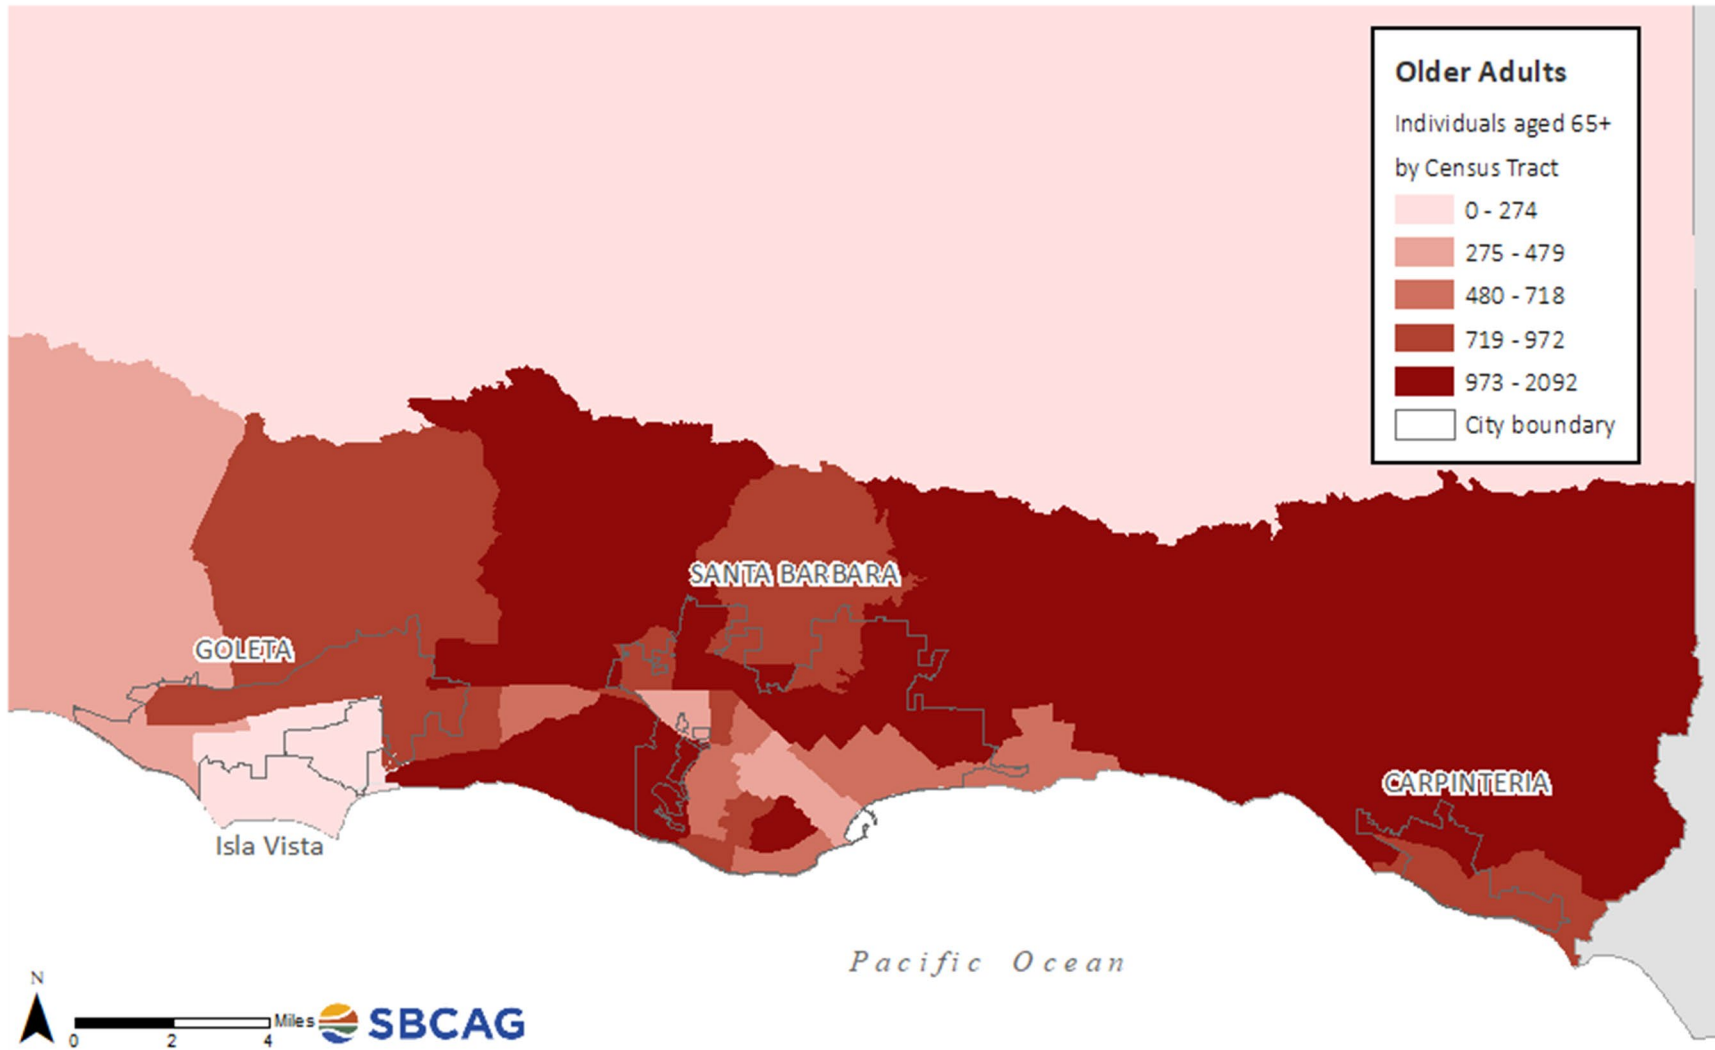 Older Adults
Individuals aged 65+
by Census Tract
0 - 274
275 - 479
480 - 718
719 - 972
973 - 2092
City boundary
SANTA BARBARA
GOLETA
CARPINTERIA
Isla Vista
Pacific Ocean
N
0 2 4 Miles
SBCAG